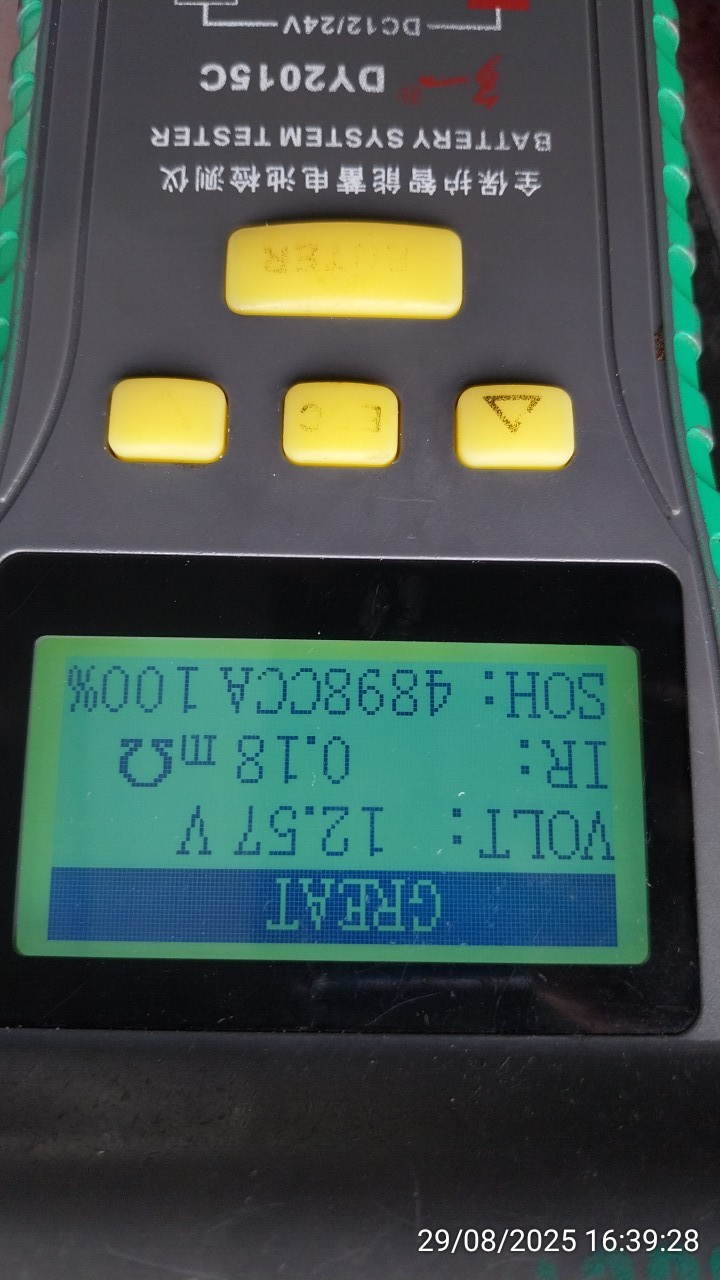 GREAT
VOLT: 12.57 V
IR: 0.18 mΩ
SOH: 4898CCA 100%
全保护智能蓄电池检测仪
BATTERY SYSTEM TESTER
DY2015C
DC12/24V
29/08/2025 16:39:28